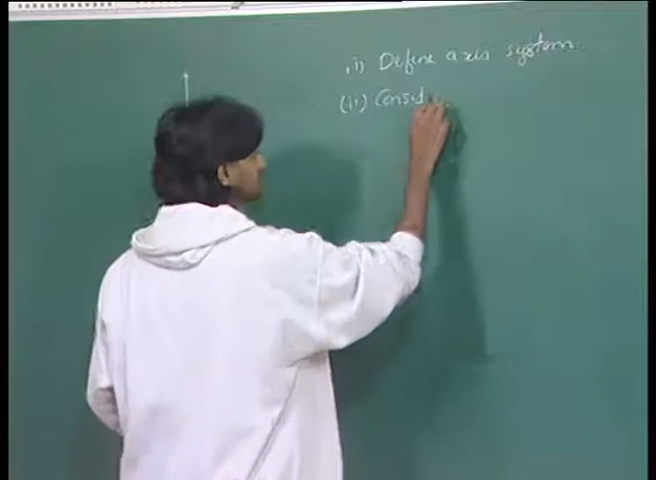 (i) Define axis system.
(ii) Consid